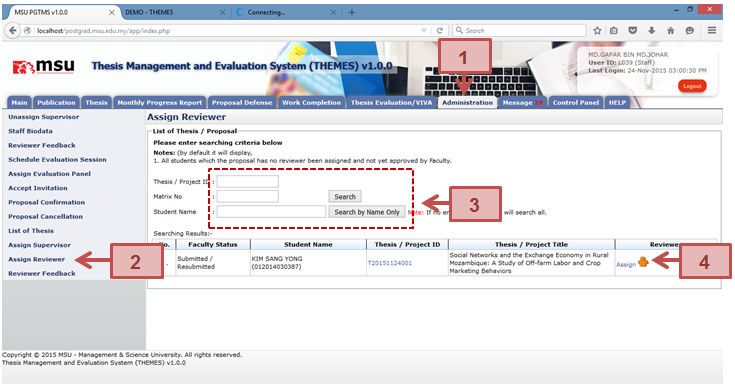 MSU PGTMS v1.0.0
DEMO - THEMES
Connecting...
localhost/postgrad.msu.edu.my/app/index.php
Search
msu
Thesis Management and Evaluation System (THEMES) v1.0.0
MD.GAPAR BIN MD.JOHAR
User ID: L039 (Staff)
Last Login: 24-Nov-2015 03:00:30 PM
Logout
1
Main Publication Thesis Monthly Progress Report Proposal Defense Work Completion Thesis Evaluation/VIVA Administration Message 29 Control Panel HELP
Unassign Supervisor
Staff Biodata
Reviewer Feedback
Schedule Evaluation Session
Assign Evaluation Panel
Accept Invitation
Proposal Confirmation
Proposal Cancellation
List of Thesis
Assign Supervisor
Assign Reviewer
Reviewer Feedback
2
Assign Reviewer
List of Thesis / Proposal
Please enter searching criteria below
Notes: (by default it will display,
1. All students which the proposal has no reviewer been assigned and not yet approved by Faculty.
Thesis / Project ID :
Matrix No : Search
Student Name : Search by Name Only Note: If no en will search all.
3
Searching Results:-
No. Faculty Status Student Name Thesis / Project ID Thesis / Project Title Reviewe
Submitted / Resubmitted
KIM SANG YONG
(012014030387)
T20151124001
Social Networks and the Exchange Economy in Rural
Mozambique: A Study of Off-farm Labor and Crop
Marketing Behaviors
Assign
4
Copyright © 2015 MSU - Management & Science University. All rights reserved.
Thesis Management and Evaluation System (THEMES) v1.0.0